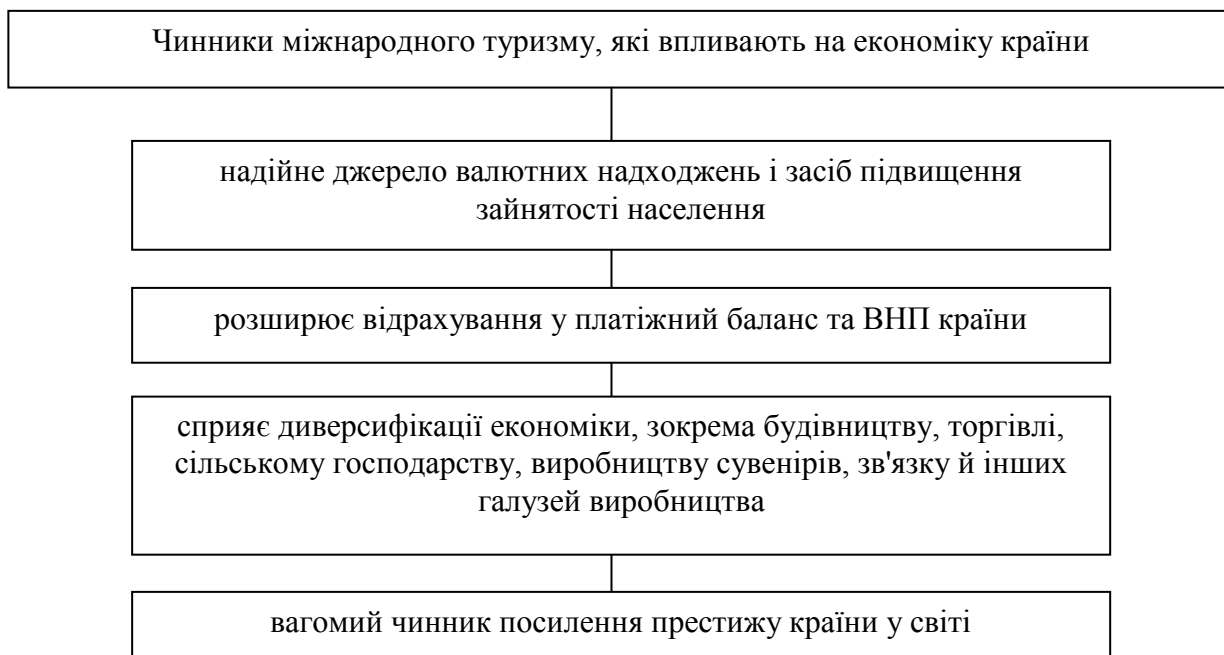 Чинники міжнародного туризму, які впливають на економіку країни
надійне джерело валютних надходжень і засіб підвищення
зайнятості населення
розширює відрахування у платіжний баланс та ВНП країни
сприяє диверсифікації економіки, зокрема будівництву, торгівлі,
сільському господарству, виробництву сувенірів, зв'язку й інших
галузей виробництва
вагомий чинник посилення престижу країни у світі